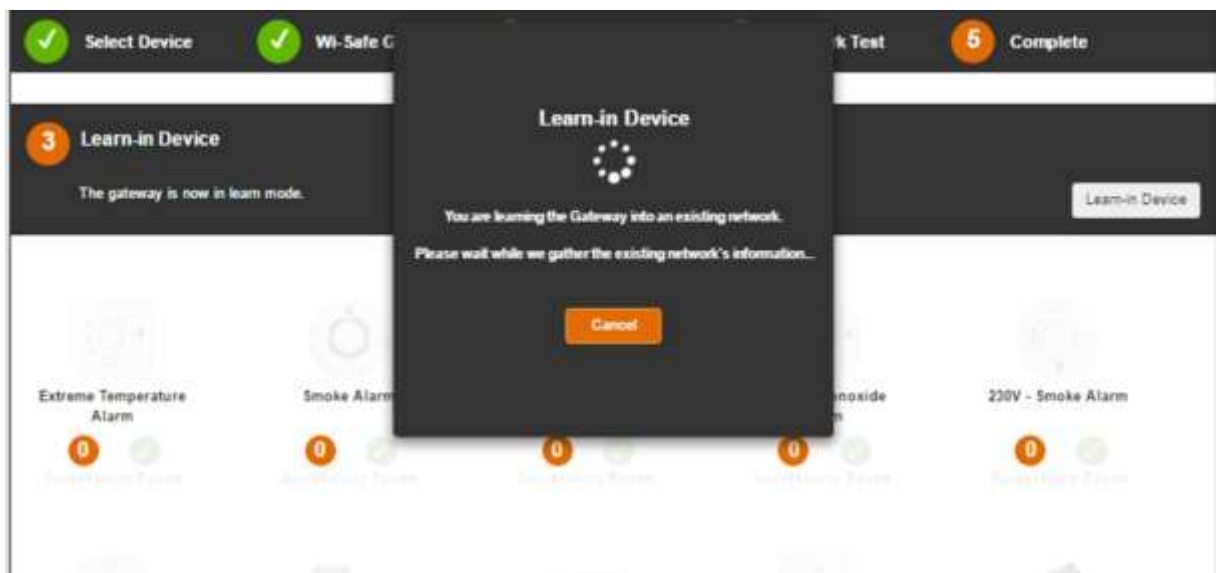 Select Device
Wi-Safe G
k Test
5 Complete
3 Learn-in Device
The gateway is now in learn mode.
Learn-in Device
Learn-in Device
You are learning the Gateway into an existing network.
Please wait while we gather the existing network's information...
Cancel
Extreme Temperature
Alarm
Smoke Alarm
noxide
230V - Smoke Alarm
0
0
0
0
0